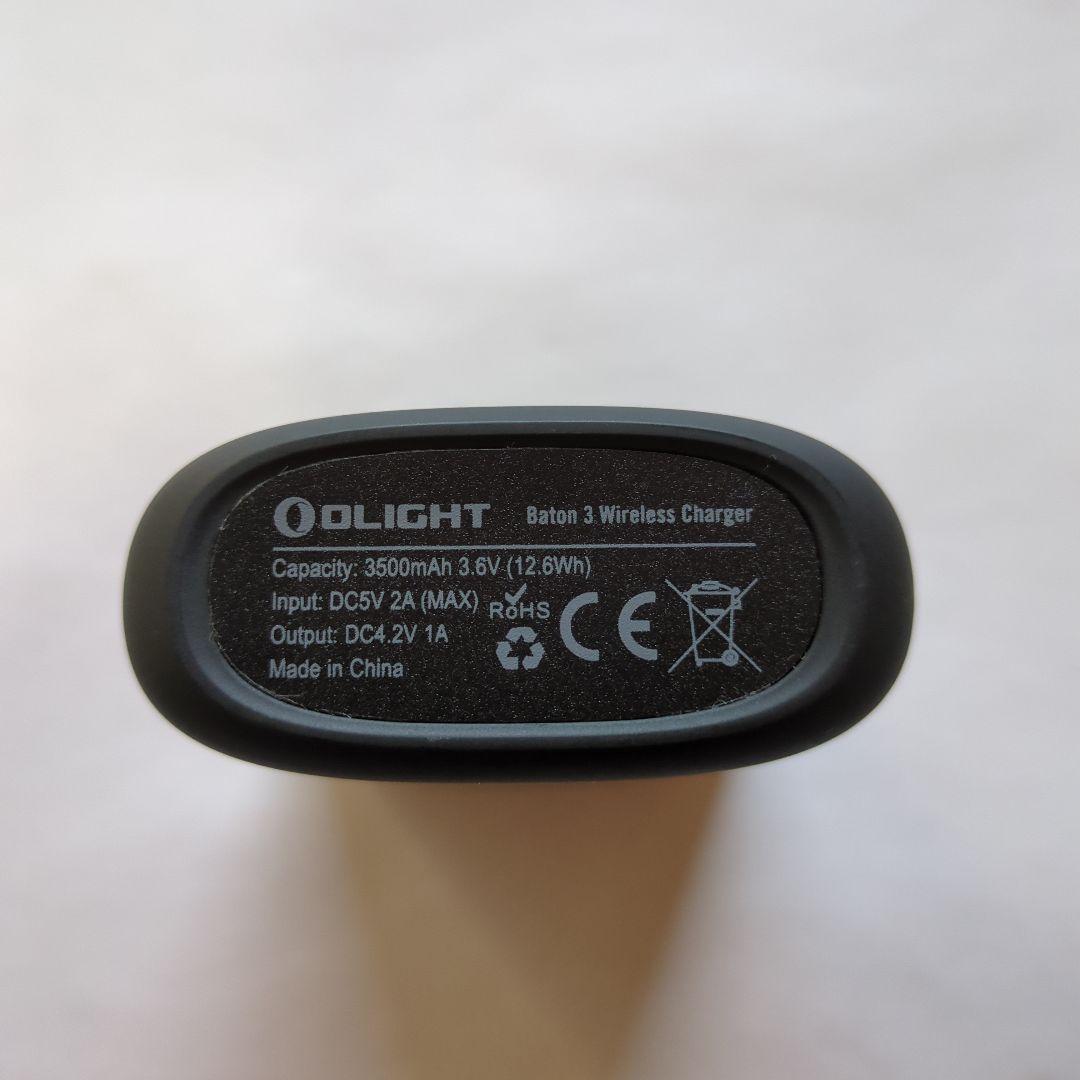 OLIGHT Baton 3 Wireless Charger
Capacity: 3500mAh 3.6V (12.6Wh)
Input: DC5V 2A (MAX)
Output: DC4.2V 1A
Made in China
RoHS
CE